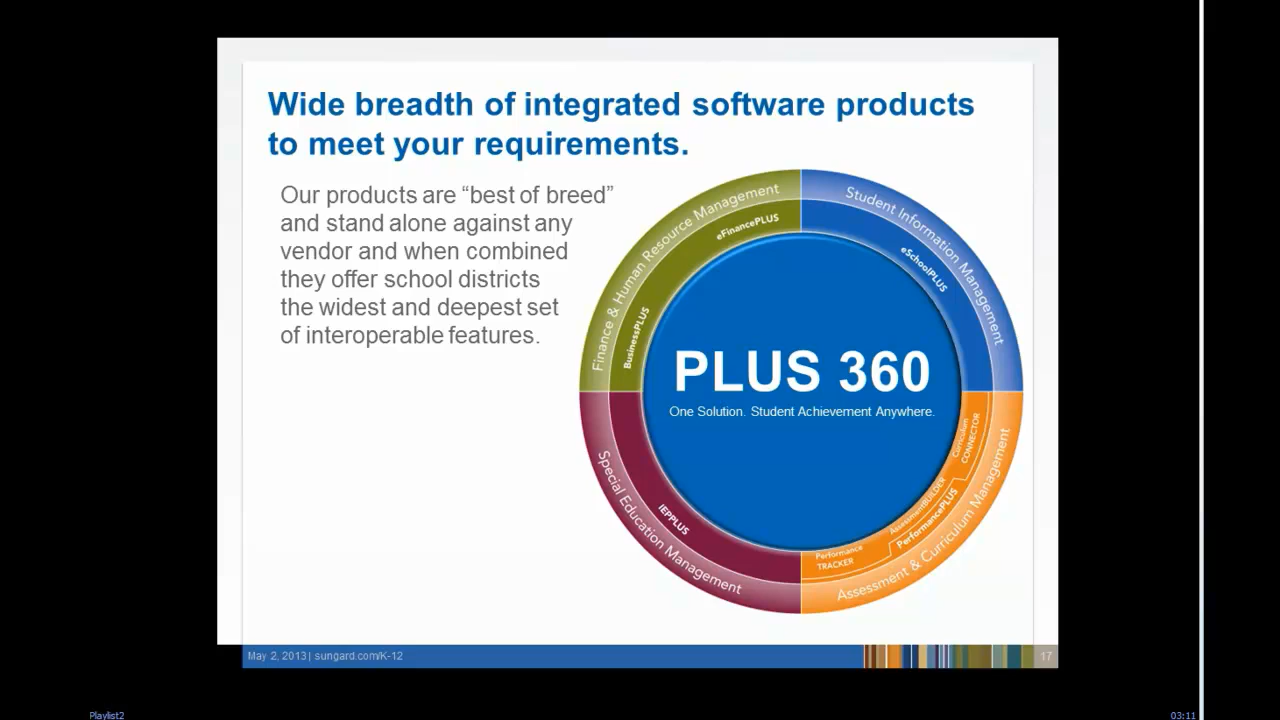 Wide breadth of integrated software products
to meet your requirements.
Our products are “best of breed”
and stand alone against any
vendor and when combined
they offer school districts
the widest and deepest set
of interoperable features.
Finance & Human Resource Management
eFinancePLUS
BusinessPLUS
Student Information Management
eSchoolPLUS
PLUS 360
One Solution. Student Achievement Anywhere.
Special Education Management
IEPPLUS
Curriculum
CONNECTOR
AssessmentBUILDER
PerformancePLUS
Performance
TRACKER
Assessment & Curriculum Management
May 2, 2013 | sungard.com/K-12
17
Playlist2
03:11